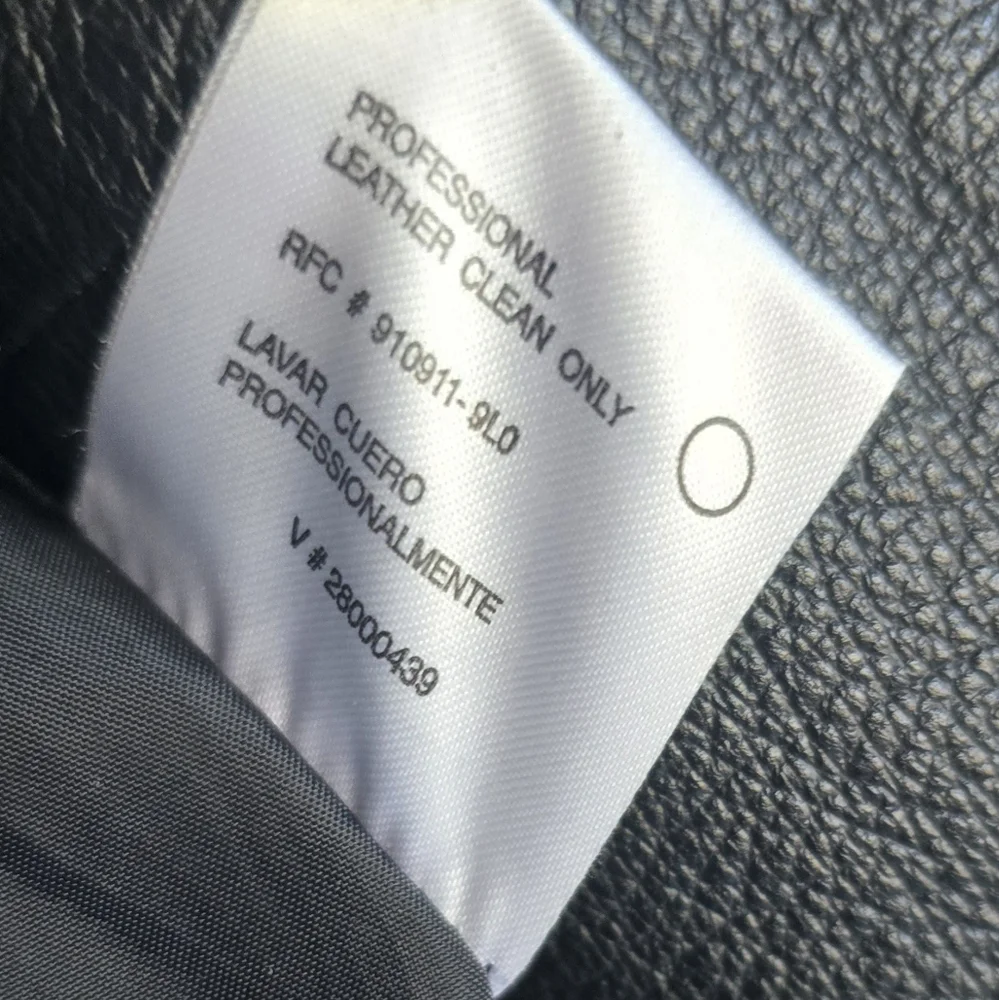 PROFESSIONAL
LEATHER CLEAN ONLY
RFC # 910911-9L0
LAVAR CUERO
PROFESSIONALMENTE
V # 28000439